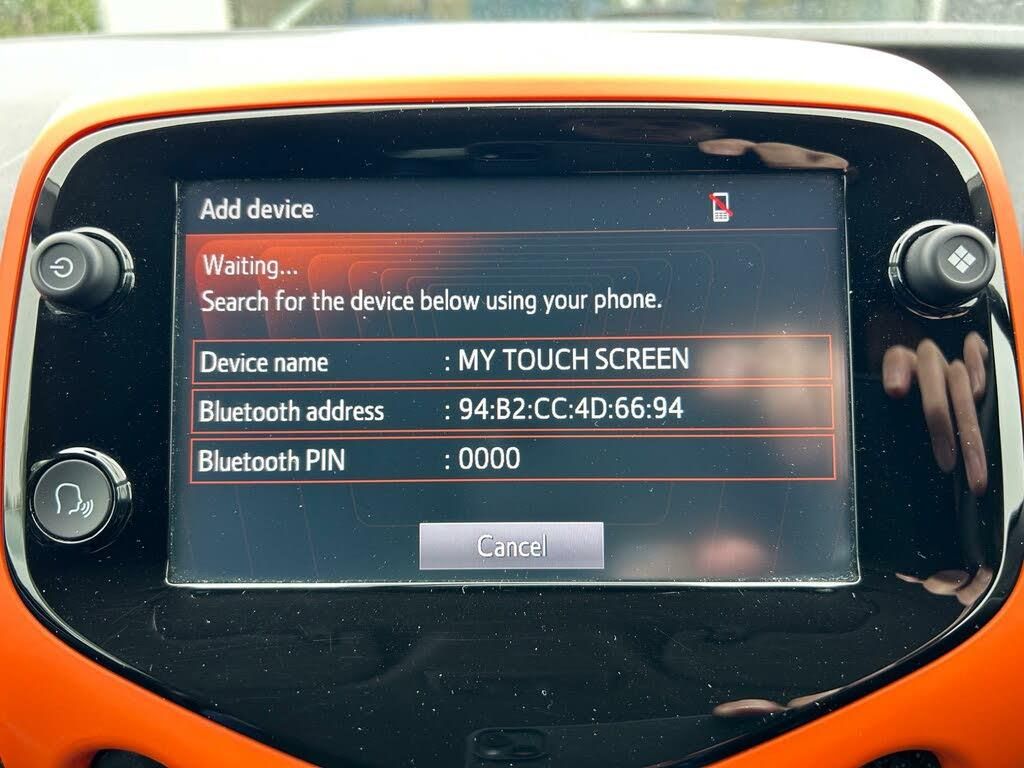 Add device
Waiting...
Search for the device below using your phone.
Device name : MY TOUCH SCREEN
Bluetooth address : 94:B2:CC:4D:66:94
Bluetooth PIN : 0000
Cancel